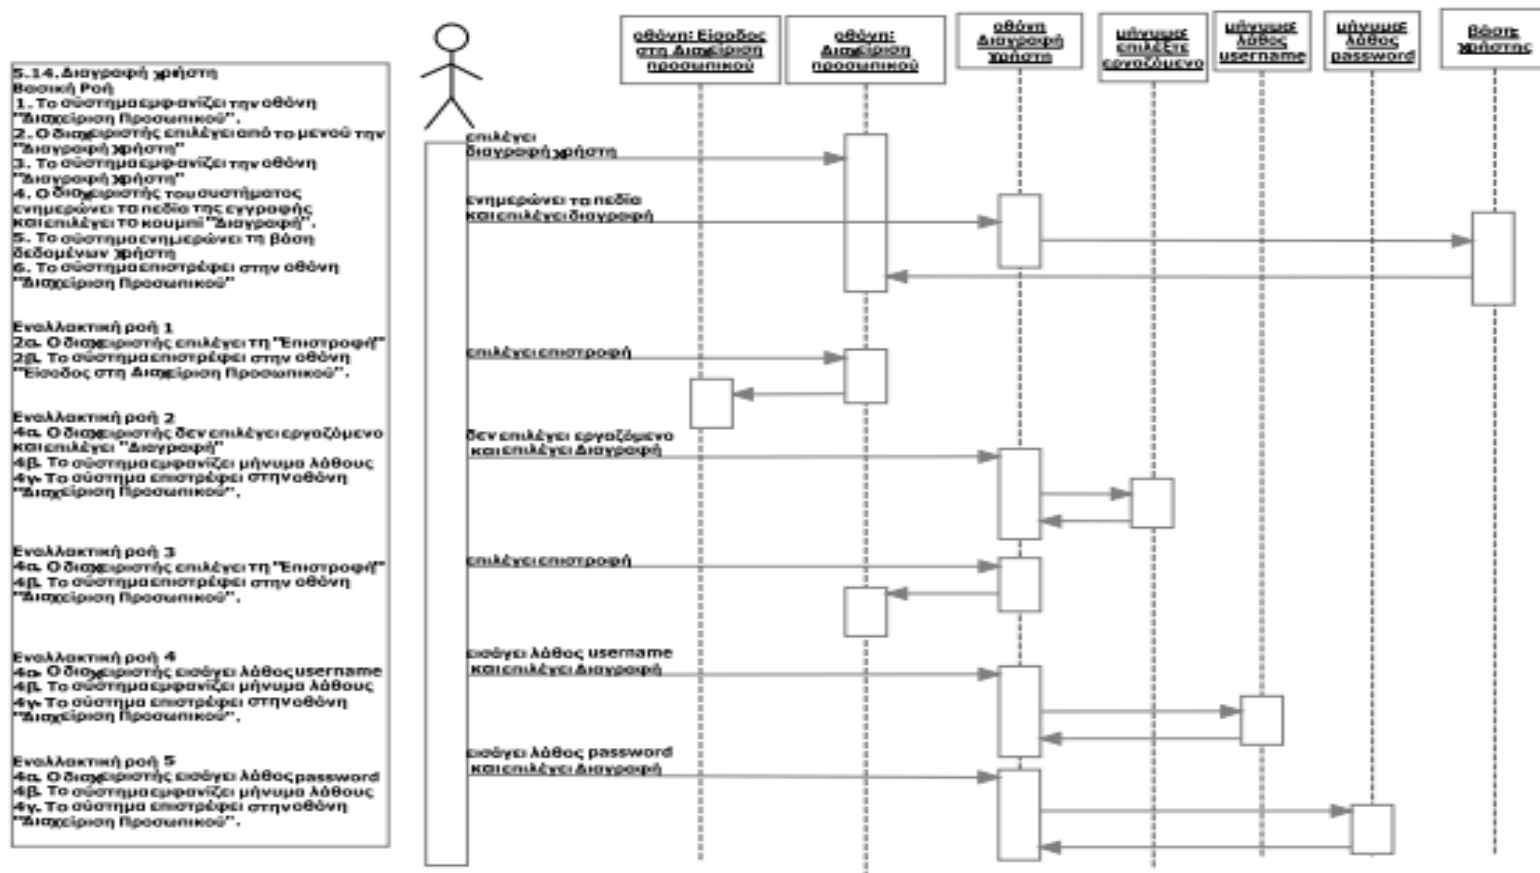 οθόνη: Είσοδος
στη Διαχείριση
προσωπικού
οθόνη:
Διαχείριση
προσωπικού
οθόνη
Διαγραφή
χρήστη
μήνυμα:
επιλέξτε
εργαζόμενο
μήνυμα:
λάθος
username
μήνυμα:
λάθος
password
βάση:
χρήστης
5.14. Διαγραφή χρήστη
Βασική Ροή
1. Το σύστημα εμφανίζει την οθόνη
"Διαχείριση Προσωπικού".
2. Ο διαχειριστής επιλέγει από το μενού την
"Διαγραφή Χρήστη"
3. Το σύστημα εμφανίζει την οθόνη
"Διαγραφή Χρήστη"
4. Ο διαχειριστής του συστήματος
ενημερώνει τα πεδία της εγγραφής
και επιλέγει το κουμπί "Διαγραφή".
5. Το σύστημα ενημερώνει τη βάση
δεδομένων χρήστη
6. Το σύστημα επιστρέφει στην οθόνη
"Διαχείριση Προσωπικού"
Εναλλακτική ροή 1
2α. Ο διαχειριστής επιλέγει τη "Επιστροφή"
2β. Το σύστημα επιστρέφει στην οθόνη
"Είσοδος στη Διαχείριση Προσωπικού".
Εναλλακτική ροή 2
4α. Ο διαχειριστής δεν επιλέγει εργαζόμενο
και επιλέγει "Διαγραφή"
4β. Το σύστημα εμφανίζει μήνυμα λάθους
4γ. Το σύστημα επιστρέφει στην οθόνη
"Διαχείριση Προσωπικού".
Εναλλακτική ροή 3
4α. Ο διαχειριστής επιλέγει τη "Επιστροφή"
4β. Το σύστημα επιστρέφει στην οθόνη
"Διαχείριση Προσωπικού".
Εναλλακτική ροή 4
4α. Ο διαχειριστής εισάγει λάθος username
4β. Το σύστημα εμφανίζει μήνυμα λάθους
4γ. Το σύστημα επιστρέφει στην οθόνη
"Διαχείριση Προσωπικού".
Εναλλακτική ροή 5
4α. Ο διαχειριστής εισάγει λάθος password
4β. Το σύστημα εμφανίζει μήνυμα λάθους
4γ. Το σύστημα επιστρέφει στην οθόνη
"Διαχείριση Προσωπικού".
επιλέγει
διαγραφή χρήστη
ενημερώνει τα πεδία
και επιλέγει διαγραφή
επιλέγει επιστροφή
δεν επιλέγει εργαζόμενο
και επιλέγει Διαγραφή
επιλέγει επιστροφή
εισάγει λάθος username
και επιλέγει Διαγραφή
εισάγει λάθος password
και επιλέγει Διαγραφή